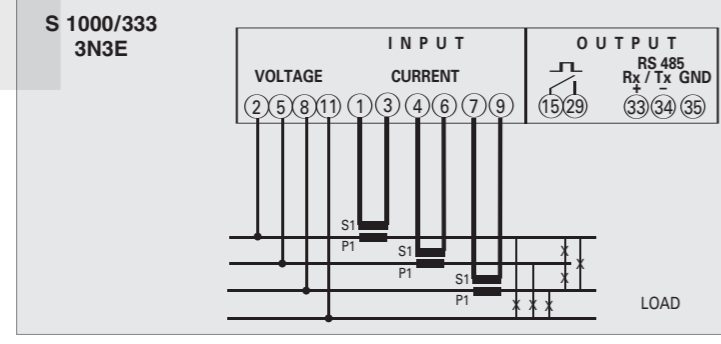 S 1000/333
3N3E
INPUT
OUTPUT
VOLTAGE
CURRENT
RS 485
Rx / Tx GND
+ –
2 5 8 11 1 3 4 6 7 9
15 29 33 34 35
S1
P1
S1
P1
S1
P1
X
X
X
X X X
LOAD